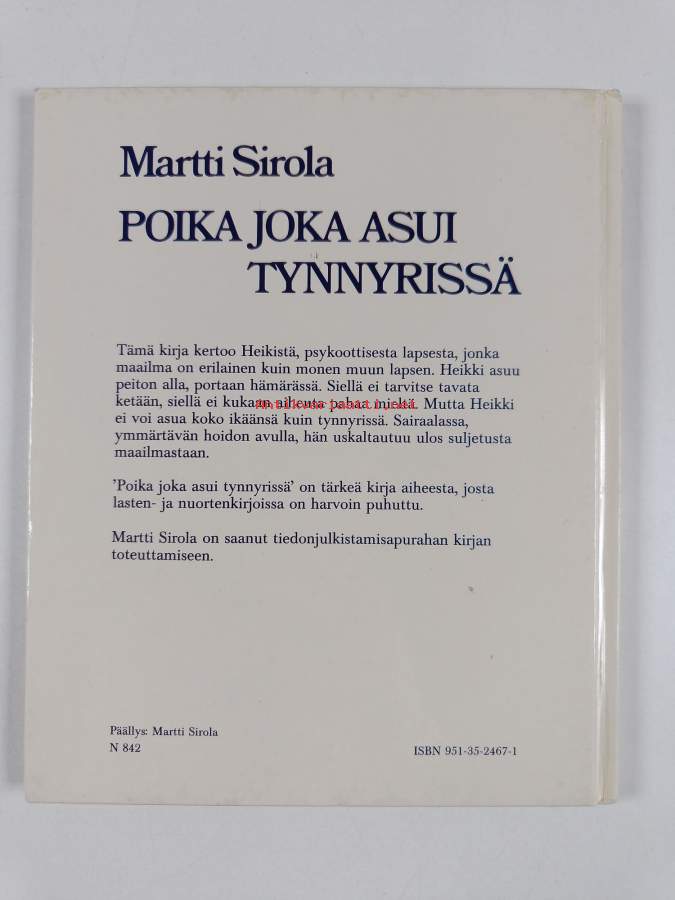 Martti Sirola
POIKA JOKA ASUI
TYNNYRISSÄ
Tämä kirja kertoo Heikistä, psykoottisesta lapsesta, jonka
maailma on erilainen kuin monen muun lapsen. Heikki asuu
peiton alla, portaan hämärässä. Siellä ei tarvitse tavata
ketään, siellä ei kukaan aiheuta pahaa mieltä. Mutta Heikki
ei voi asua koko ikäänsä kuin tynnyrissä. Sairaalassa,
ymmärtävän hoidon avulla, hän uskaltautuu ulos suljetusta
maailmastaan.
'Poika joka asui tynnyrissä' on tärkeä kirja aiheesta, josta
lasten- ja nuortenkirjoissa on harvoin puhuttu.
Martti Sirola on saanut tiedonjulkistamisapurahan kirjan
toteuttamiseen.
Päällys: Martti Sirola
N 842
ISBN 951-35-2467-1